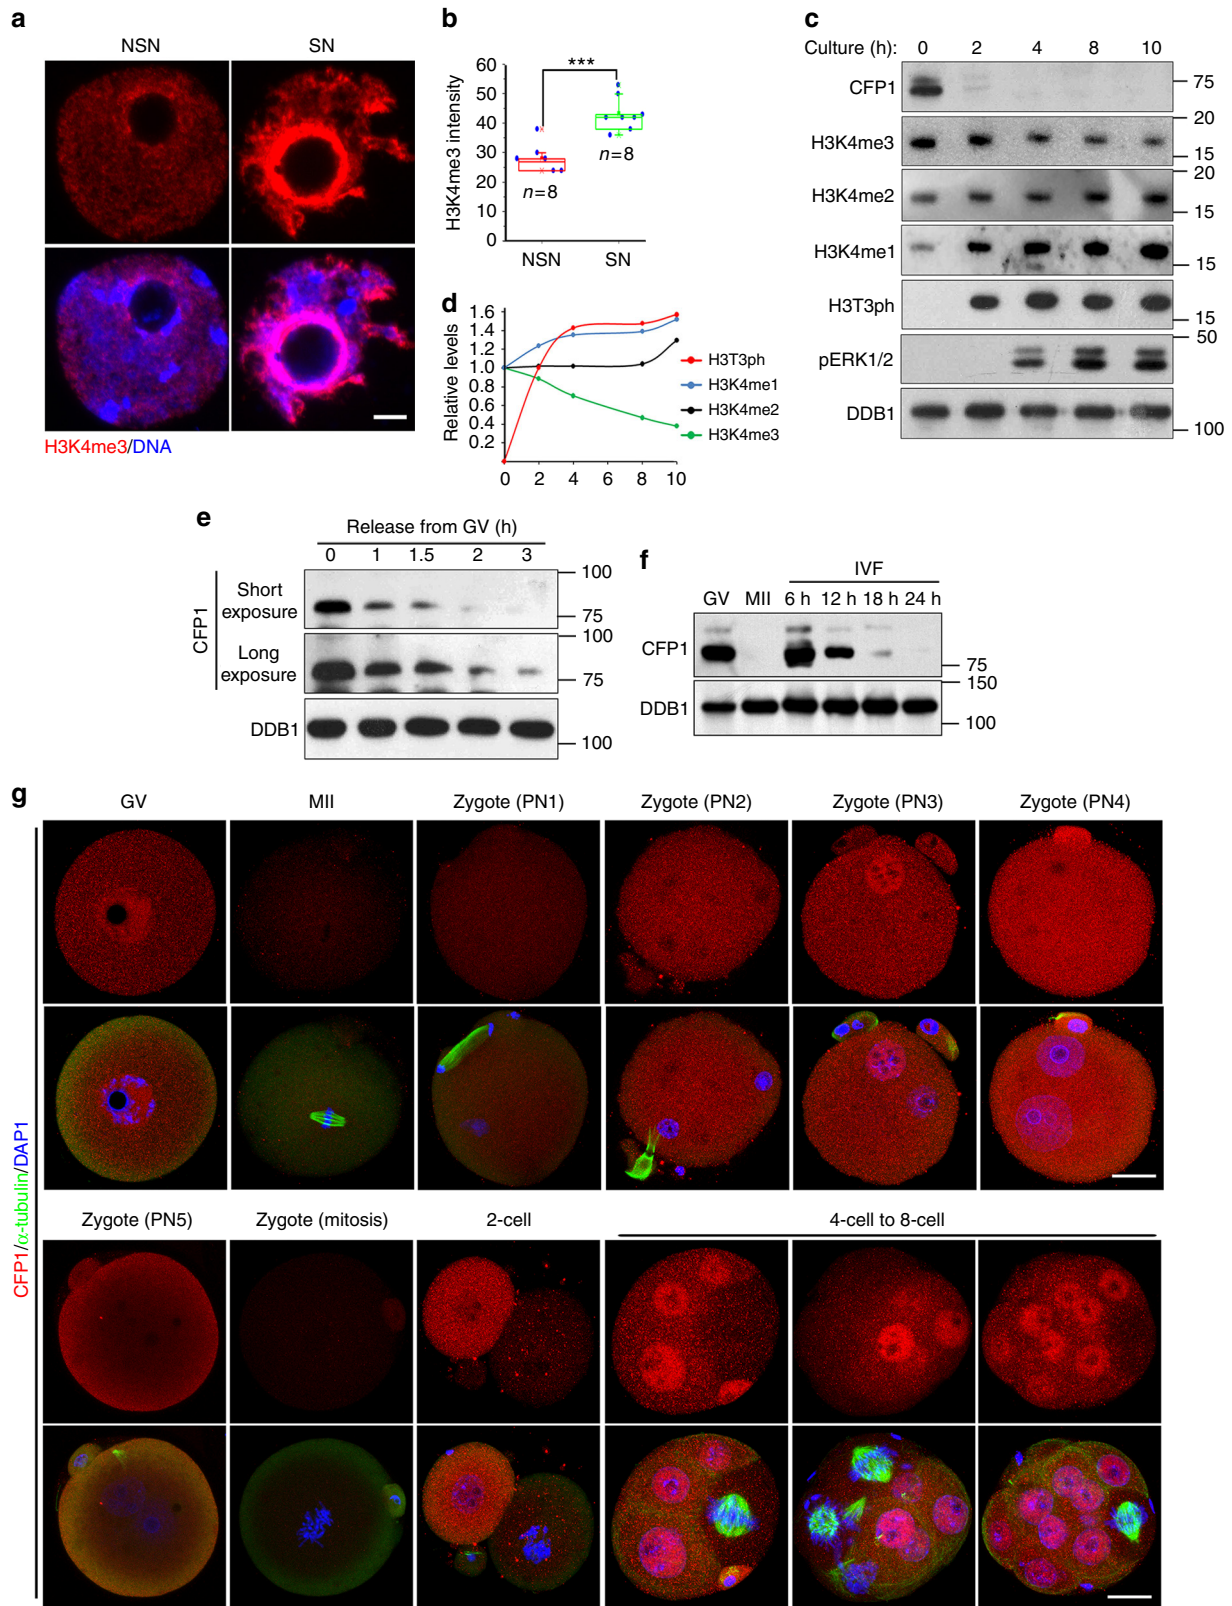 a
NSN SN
H3K4me3/DNA
b
H3K4me3 intensity
60
50
40
30
20
10
0
***
n=8
n=8
NSN SN
c
Culture (h): 0 2 4 8 10
CFP1 75
H3K4me3 20
15
H3K4me2 20
15
H3K4me1 15
H3T3ph 15
pERK1/2 50
DDB1 100
d
Relative levels
1.6
1.4
1.2
1.0
0.8
0.6
0.4
0.2
0 2 4 6 8 10
H3T3ph
H3K4me1
H3K4me2
H3K4me3
e
Release from GV (h)
0 1 1.5 2 3
CFP1
Short exposure 100
75
Long exposure 100
75
DDB1 100
f
IVF
GV MII 6 h 12 h 18 h 24 h
CFP1 75
DDB1 150
100
g
GV MII Zygote (PN1) Zygote (PN2) Zygote (PN3) Zygote (PN4)
CFP1/α-tubulin/DAP1
Zygote (PN5) Zygote (mitosis) 2-cell 4-cell to 8-cell